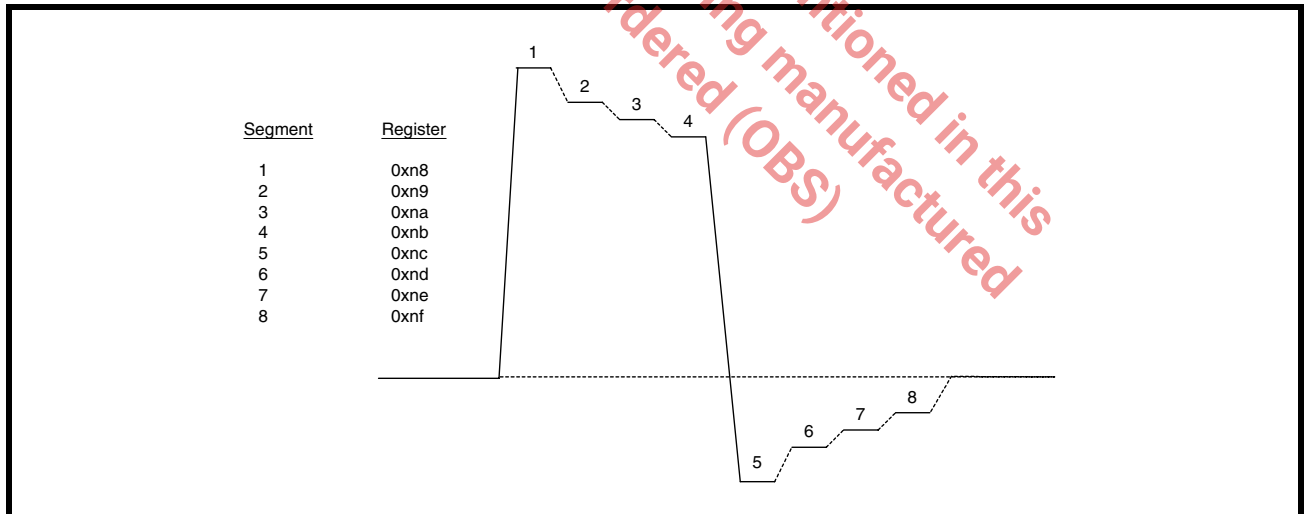 ntioned in this
ng manufactured
dered (OBS)
Segment Register
1 0xn8
2 0xn9
3 0xna
4 0xnb
5 0xnc
6 0xnd
7 0xne
8 0xnf
1
2
3
4
5
6
7
8